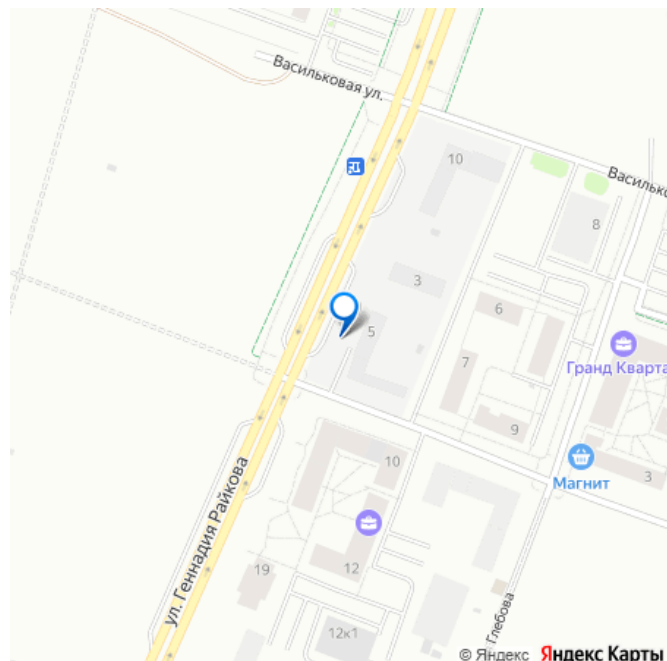 Васильковая ул.
10
Василько
8
3
6
5
Гранд Кварта
7
9
10
Магнит
3
ул. Геннадия Райкова
12
19
Глебова
12к1
© Яндекс Яндекс Карты